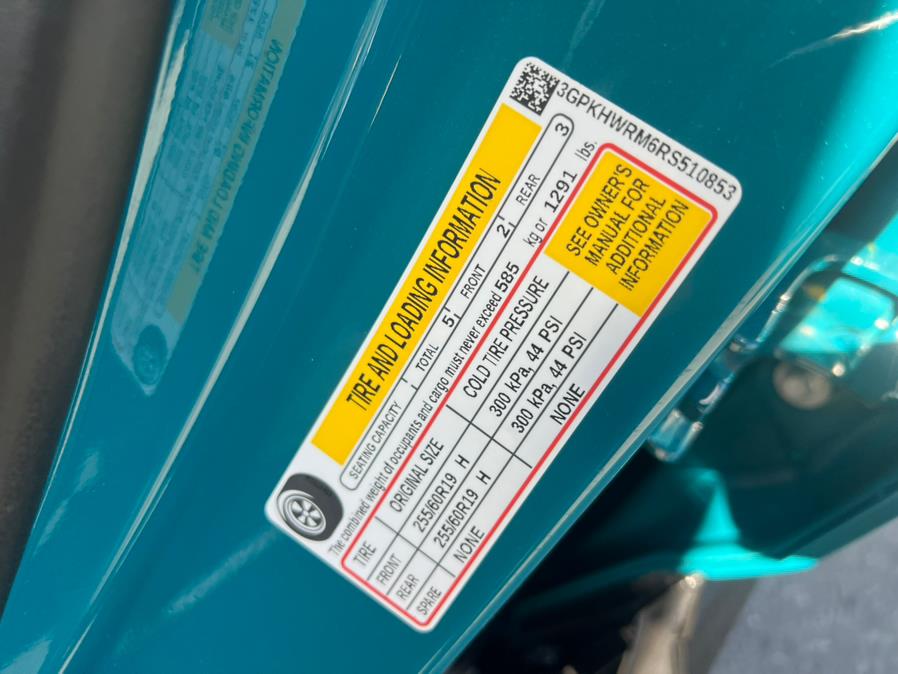 3GPKHWRM6RS510853
TIRE AND LOADING INFORMATION
SEATING CAPACITY TOTAL 5 FRONT 2 REAR 3
The combined weight of occupants and cargo must never exceed 585 kg or 1291 lbs.
TIRE ORIGINAL SIZE COLD TIRE PRESSURE
FRONT 255/60R19 H 300 kPa, 44 PSI
REAR 255/60R19 H 300 kPa, 44 PSI
SPARE NONE NONE
SEE OWNER'S
MANUAL FOR
ADDITIONAL
INFORMATION